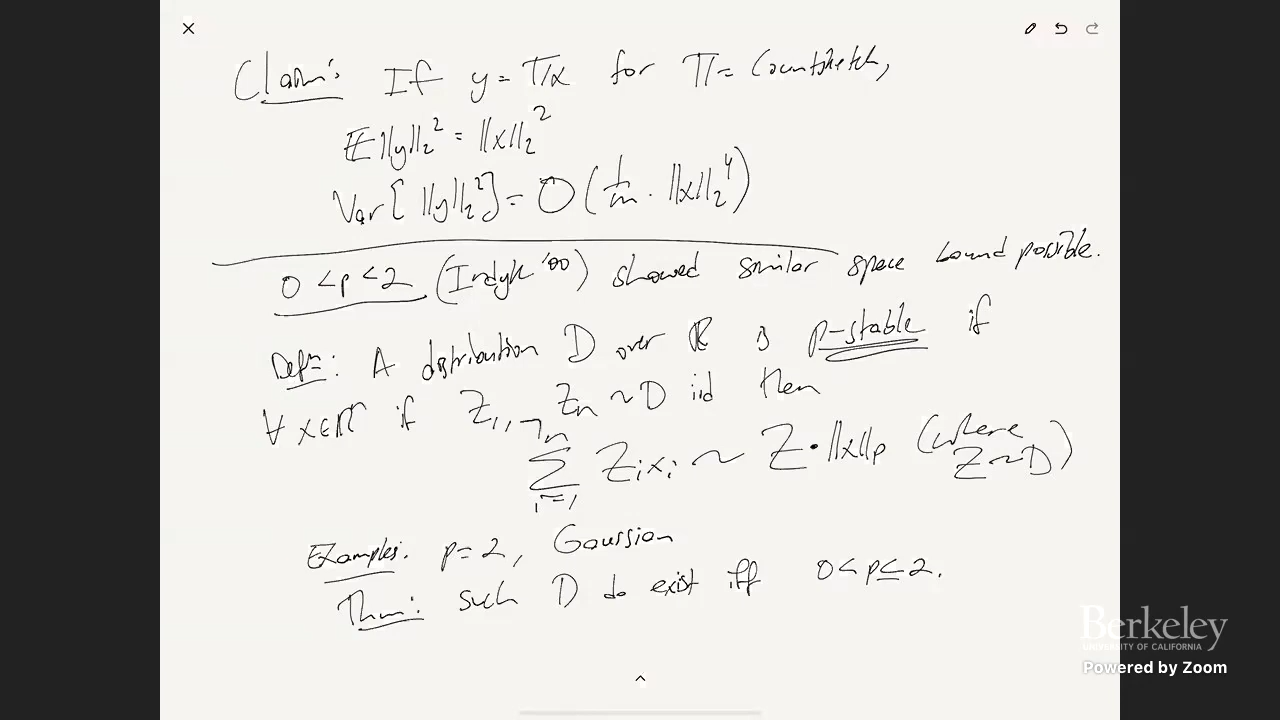 Claim: If y = Πx for Π = CountSketch,
E‖y‖₂² = ‖x‖₂²
Var[‖y‖₂²] = O(1/m · ‖x‖₂⁴)
0 < p < 2 (Indyk '00) showed similar space bound possible.
Defn: A distribution D over ℝ is p-stable if
∀ x∈ℝⁿ if Z₁, ..., Zₙ ~ D iid then
∑ᵢ₌₁ⁿ Zᵢxᵢ ~ Z · ‖x‖ₚ (where Z~D)
Examples: p = 2, Gaussian
Thm: such D do exist iff 0 < p ≤ 2.
Berkeley
UNIVERSITY OF CALIFORNIA
Powered by Zoom